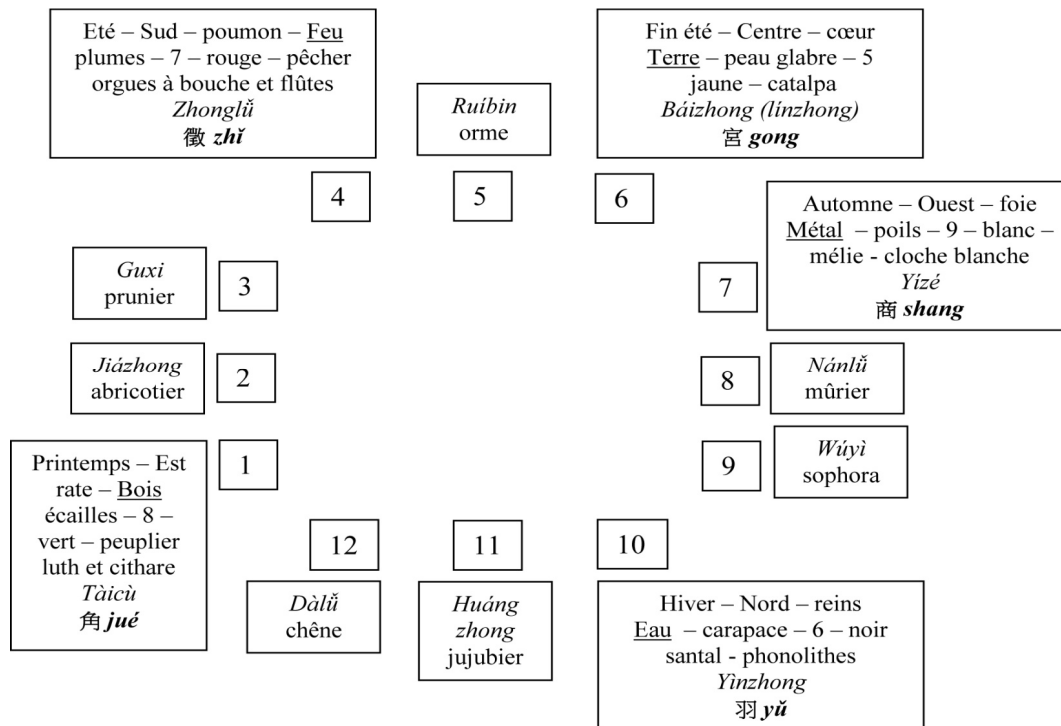 Eté – Sud – poumon – Feu
plumes – 7 – rouge – pêcher
orgues à bouche et flûtes
Zhonglǚ
徵 zhǐ
Ruíbin
orme
Fin été – Centre – cœur
Terre – peau glabre – 5
jaune – catalpa
Báizhong (línzhong)
宮 gong
4
5
6
Automne – Ouest – foie
Métal – poils – 9 – blanc –
mélie - cloche blanche
Yízé
商 shang
Guxi
prunier
3
7
Jiázhong
abricotier
2
8
Nánlǚ
mûrier
Printemps – Est
rate – Bois
écailles – 8 –
vert – peuplier
luth et cithare
Tàicù
角 jué
1
9
Wúyì
sophora
12
11
10
Dàlǚ
chêne
Huáng
zhong
jujubier
Hiver – Nord – reins
Eau – carapace – 6 – noir
santal - phonolithes
Yìnzhong
羽 yǔ